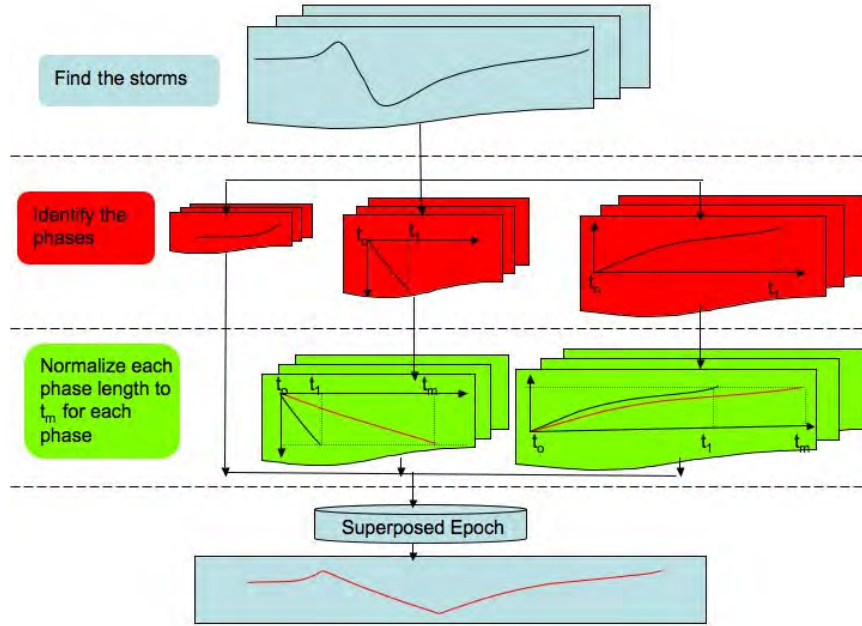 Find the storms
Identify the
phases
t₀ t₁
t₀ t₁
Normalize each
phase length to
tₘ for each
phase
t₀ t₁ tₘ
t₀ t₁ tₘ
Superposed Epoch